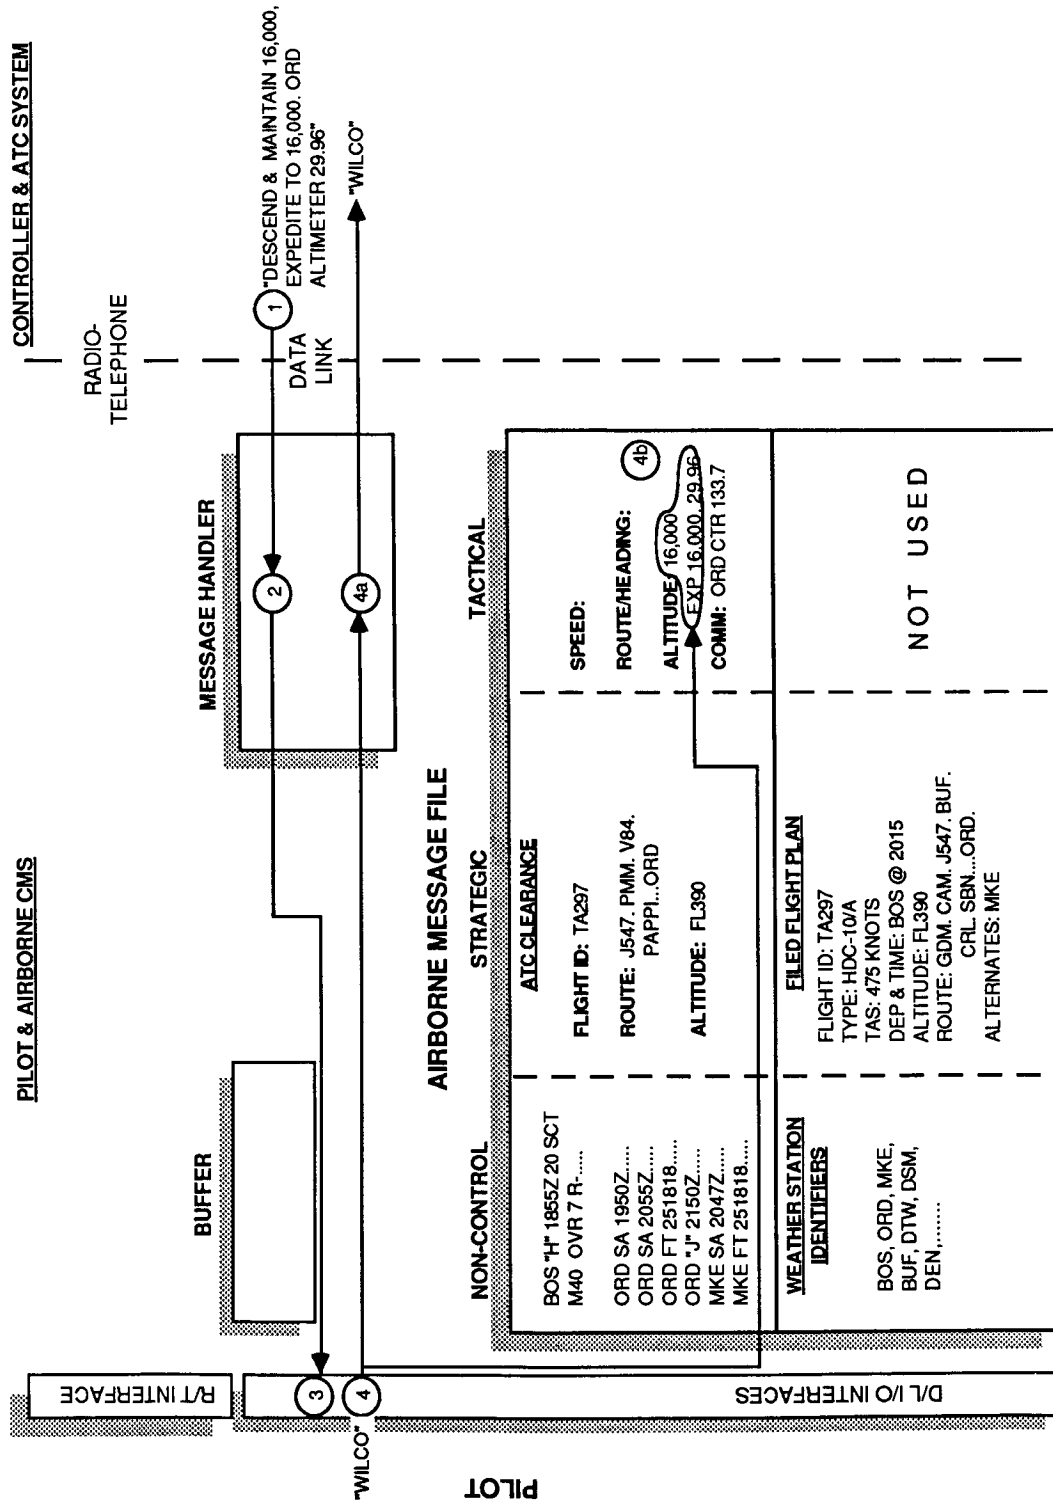 PILOT & AIRBORNE CMS
CONTROLLER & ATC SYSTEM
RADIO-
TELEPHONE
DATA
LINK
R/T INTERFACE
BUFFER
MESSAGE HANDLER
1
"DESCEND & MAINTAIN 16,000,
EXPEDITE TO 16,000. ORD
ALTIMETER 29.96"
2
3
PILOT
"WILCO"
4
4a
"WILCO"
D/L I/O INTERFACES
AIRBORNE MESSAGE FILE
NON-CONTROL
STRATEGIC
TACTICAL
BOS "H" 1855Z 20 SCT
M40 OVR 7 R-.....
ORD SA 1950Z.....
ORD SA 2055Z.....
ORD FT 251818.....
ORD "J" 2150Z.....
MKE SA 2047Z.....
MKE FT 251818.....
ATC CLEARANCE
FLIGHT ID: TA297
ROUTE: J547. PMM. V84.
PAPPI...ORD
ALTITUDE: FL390
SPEED:
ROUTE/HEADING:
4b
ALTITUDE: 16,000
EXP 16,000, 29.96
COMM: ORD CTR 133.7
WEATHER STATION
IDENTIFIERS
BOS, ORD, MKE,
BUF, DTW, DSM,
DEN,.......
FILED FLIGHT PLAN
FLIGHT ID: TA297
TYPE: HDC-10/A
TAS: 475 KNOTS
DEP & TIME: BOS @ 2015
ALTITUDE: FL390
ROUTE: GDM. CAM. J547. BUF.
CRL. SBN...ORD.
ALTERNATES: MKE
NOT USED